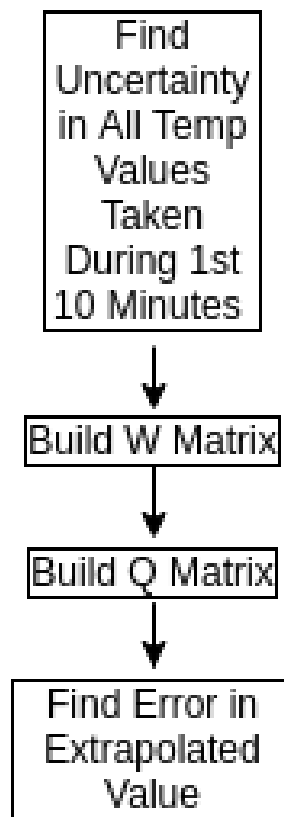 Find
Uncertainty
in All Temp
Values
Taken
During 1st
10 Minutes
Build W Matrix
Build Q Matrix
Find Error in
Extrapolated
Value